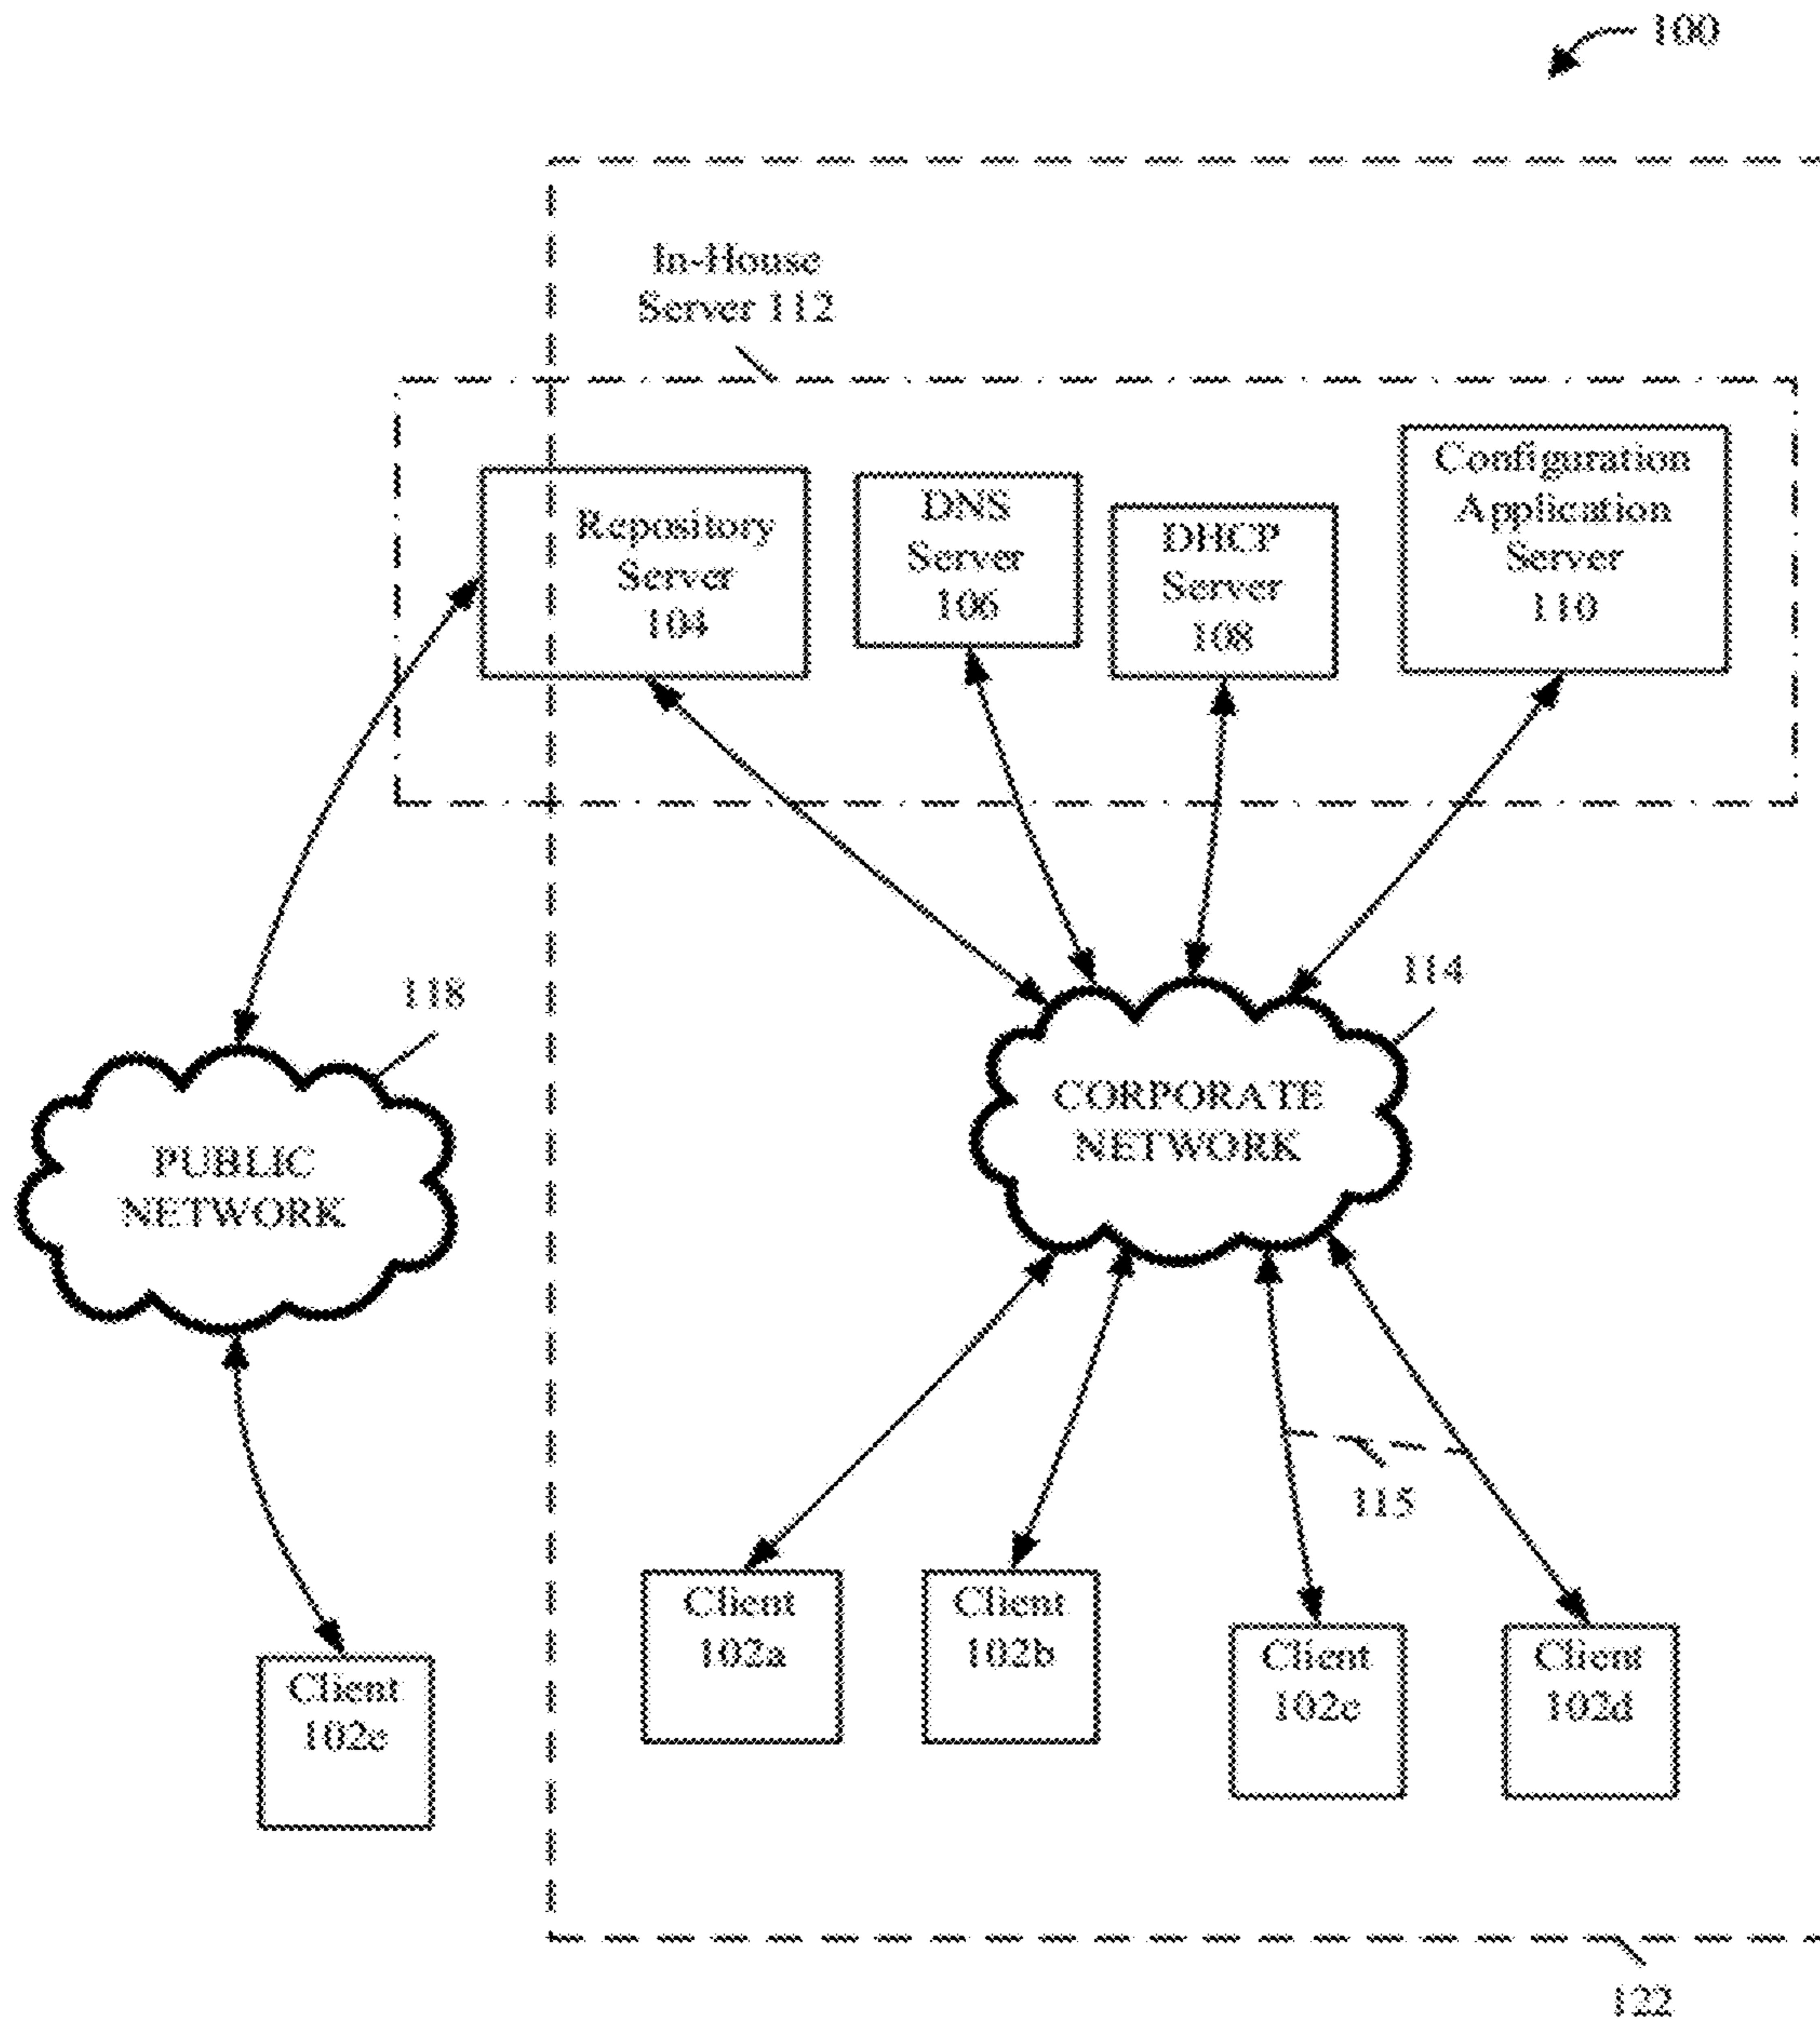 100
In-House
Server 112
Repository
Server
104
DNS
Server
106
DHCP
Server
108
Configuration
Application
Server
110
118
114
PUBLIC
NETWORK
CORPORATE
NETWORK
115
Client
102a
Client
102b
Client
102c
Client
102d
Client
102e
122